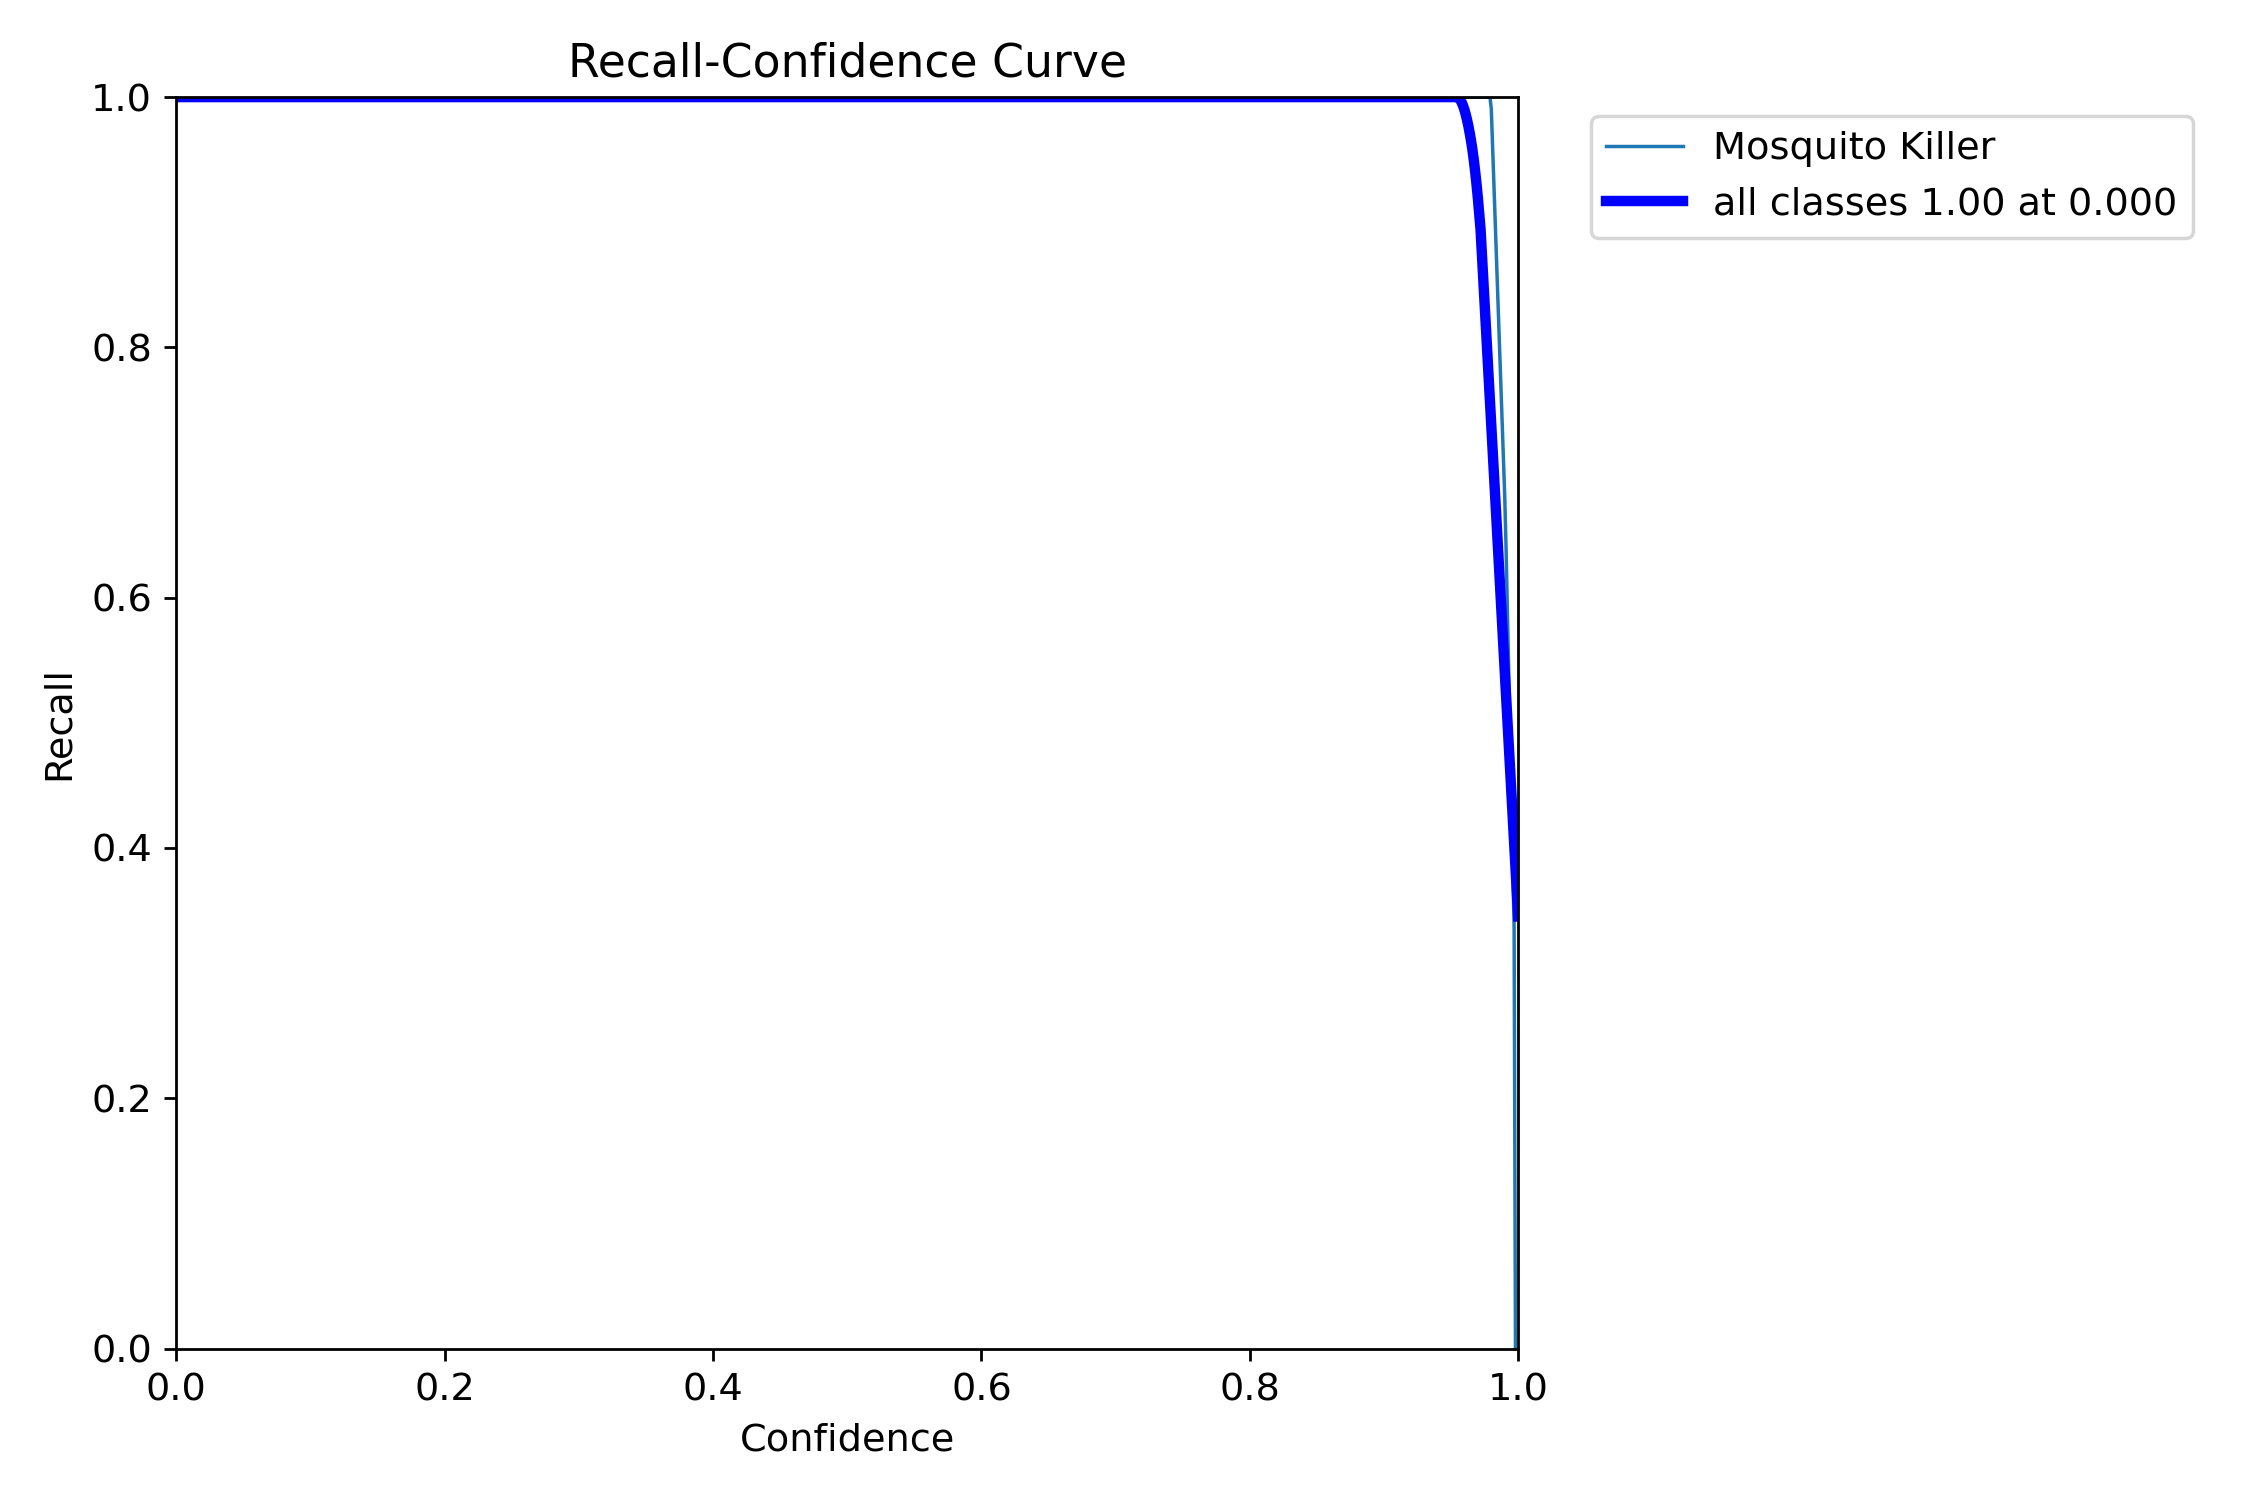 Recall-Confidence Curve
1.0
0.8
0.6
0.4
0.2
0.0
Recall
0.0 0.2 0.4 0.6 0.8 1.0
Confidence
Mosquito Killer
all classes 1.00 at 0.000